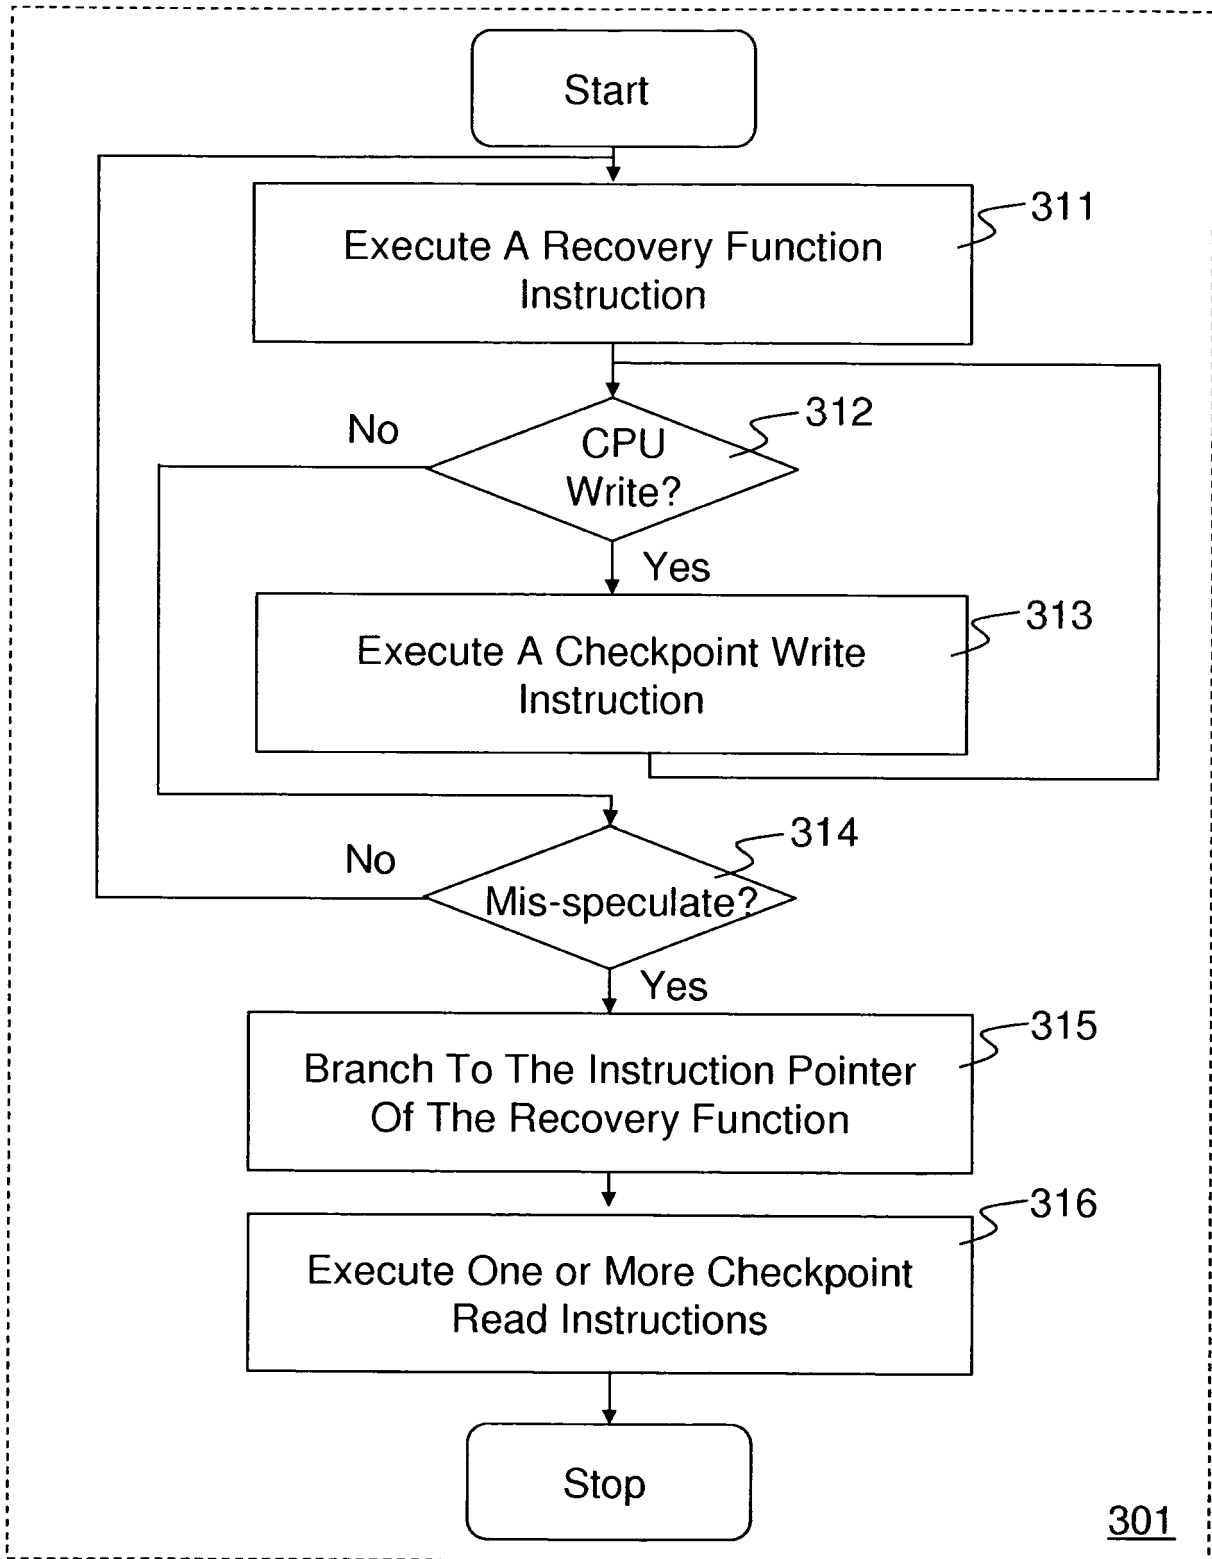 Start
311
Execute A Recovery Function
Instruction
312
No
CPU
Write?
Yes
313
Execute A Checkpoint Write
Instruction
314
No
Mis-speculate?
Yes
315
Branch To The Instruction Pointer
Of The Recovery Function
316
Execute One or More Checkpoint
Read Instructions
Stop
301